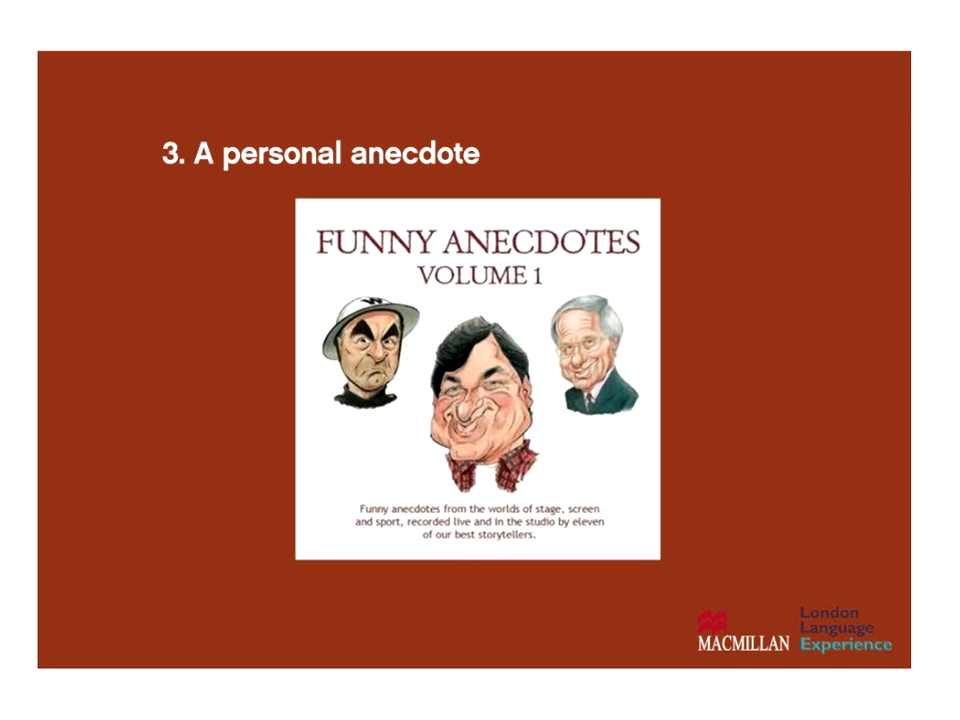 3. A personal anecdote
FUNNY ANECDOTES
VOLUME 1
W
Funny anecdotes from the worlds of stage, screen
and sport, recorded live and in the studio by eleven
of our best storytellers.
London
Language
MACMILLAN Experience